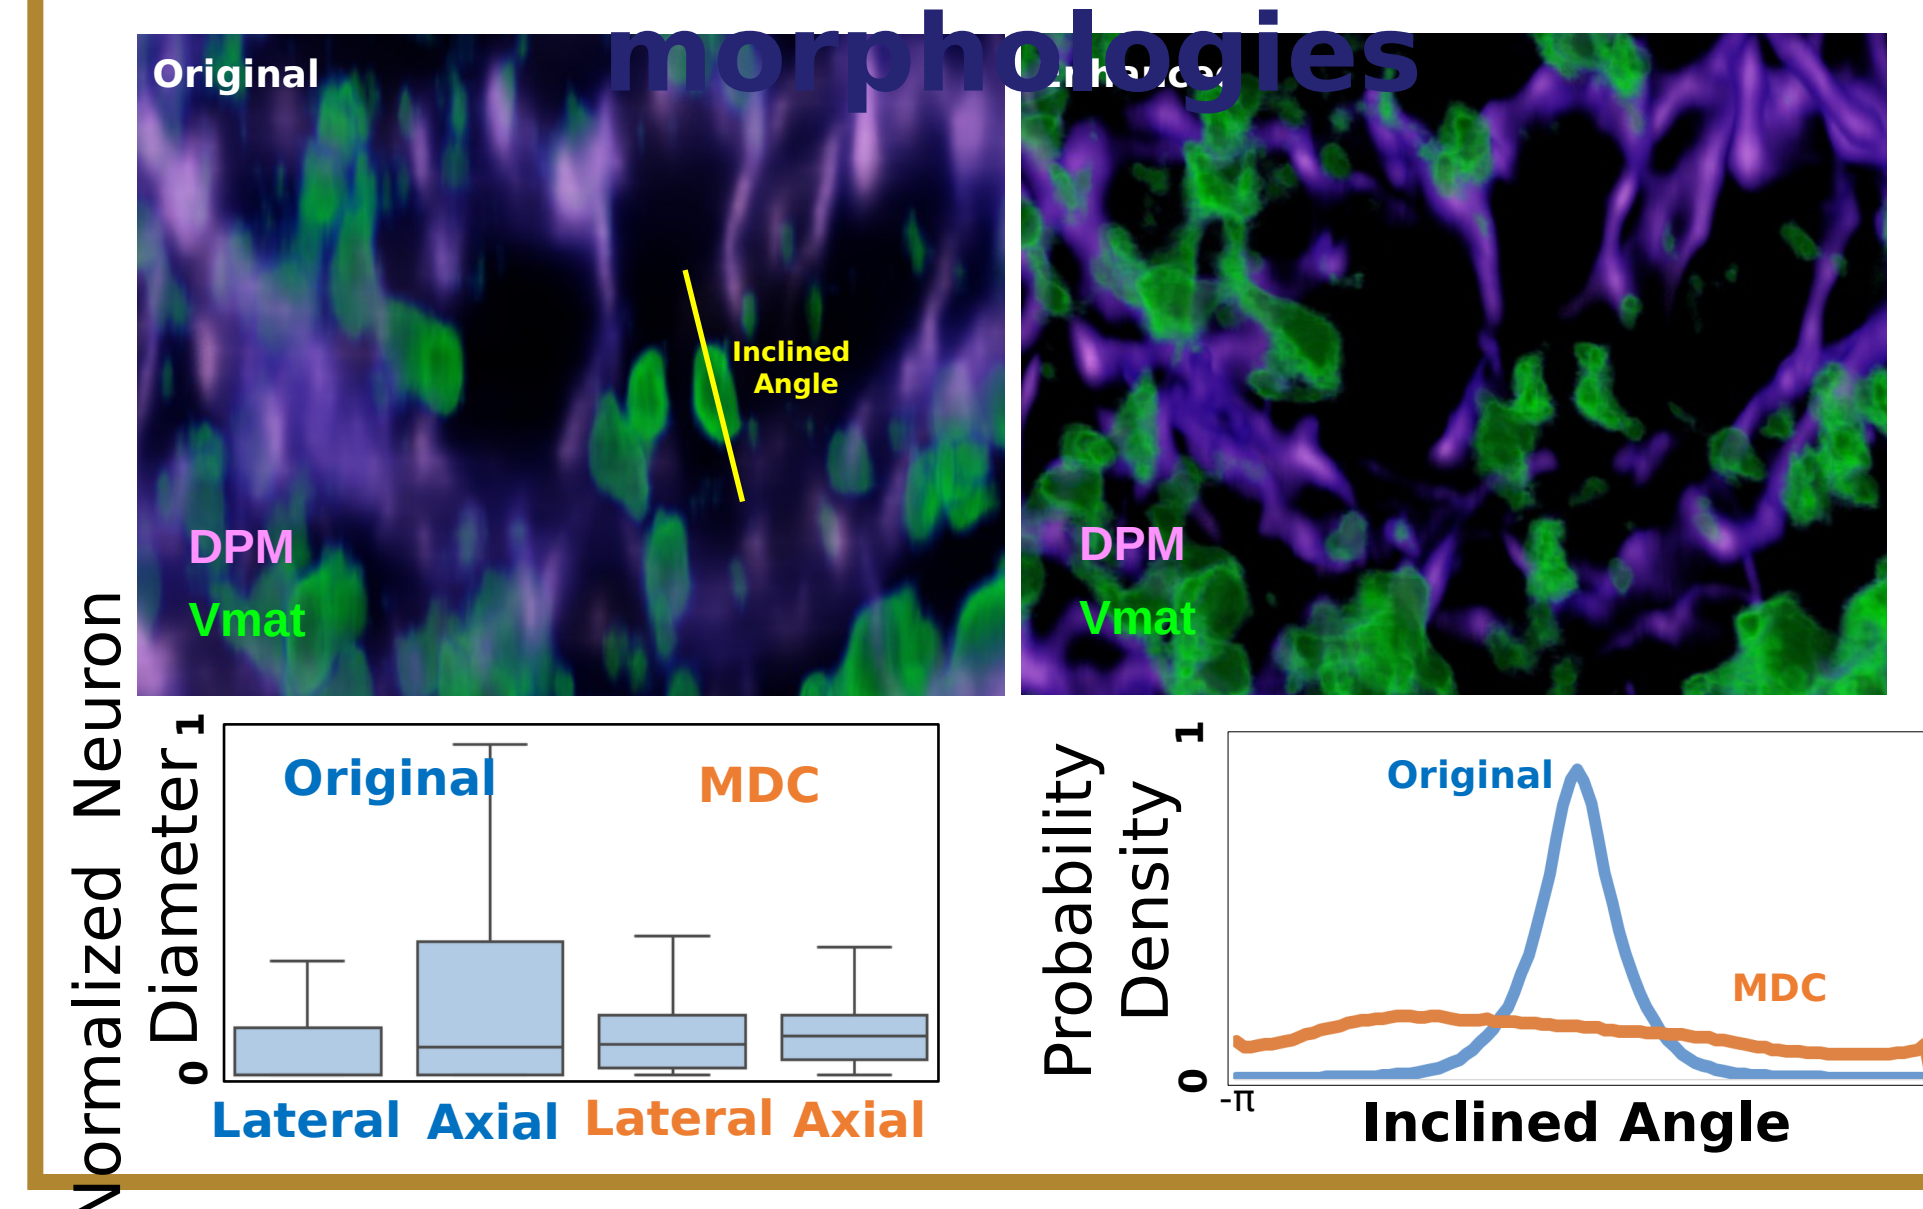 morphologies
Original
Enhanced
Inclined
Angle
DPM
Vmat
DPM
Vmat
Normalized Neuron
Diameter
1
0
Original
MDC
Lateral
Axial
Lateral
Axial
Probability
Density
1
0
Original
MDC
-π
Inclined Angle